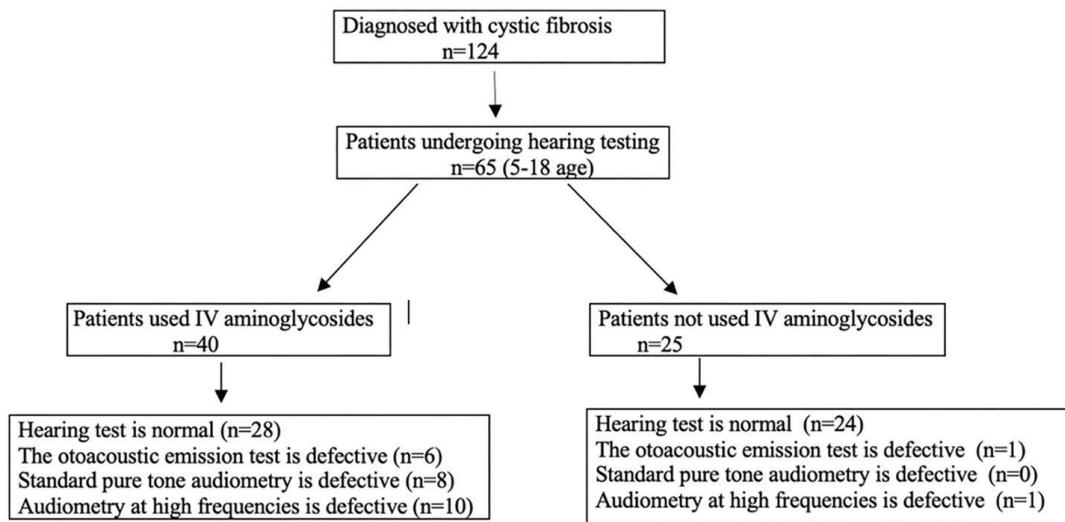 Diagnosed with cystic fibrosis
n=124
Patients undergoing hearing testing
n=65 (5-18 age)
Patients used IV aminoglycosides
n=40
Patients not used IV aminoglycosides
n=25
Hearing test is normal (n=28)
The otoacoustic emission test is defective (n=6)
Standard pure tone audiometry is defective (n=8)
Audiometry at high frequencies is defective (n=10)
Hearing test is normal (n=24)
The otoacoustic emission test is defective (n=1)
Standard pure tone audiometry is defective (n=0)
Audiometry at high frequencies is defective (n=1)